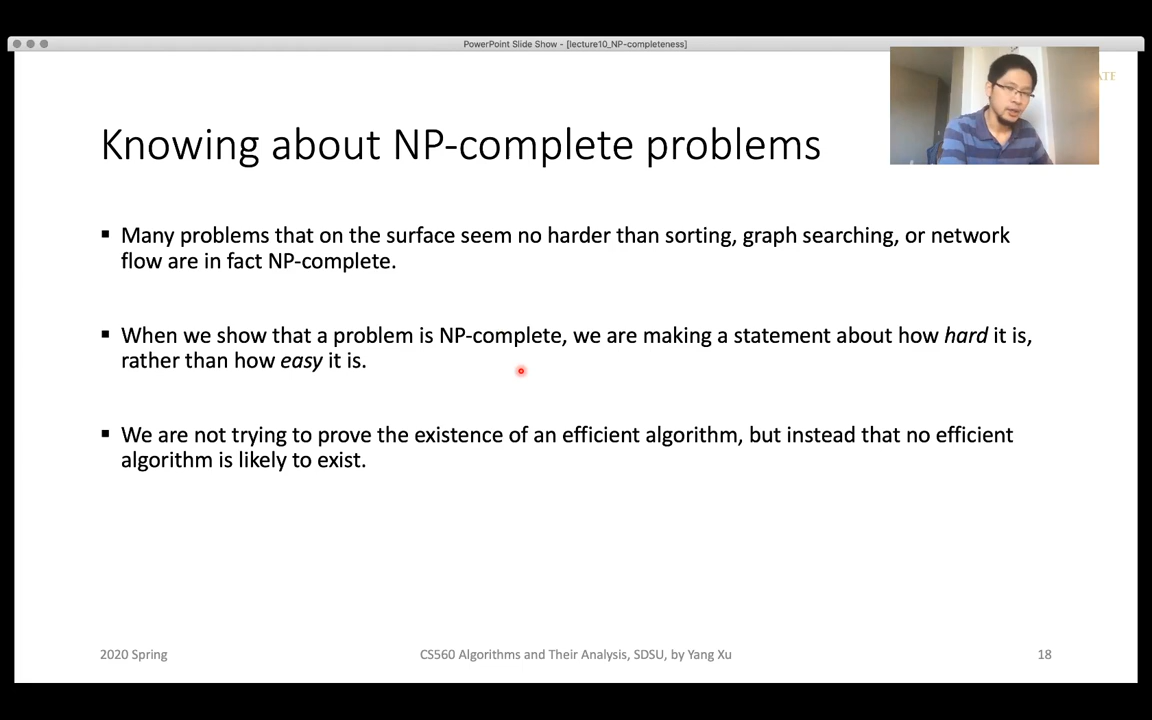 PowerPoint Slide Show - [lecture10_NP-completeness]
ATE
Knowing about NP-complete problems
▪ Many problems that on the surface seem no harder than sorting, graph searching, or network
flow are in fact NP-complete.
▪ When we show that a problem is NP-complete, we are making a statement about how hard it is,
rather than how easy it is.
▪ We are not trying to prove the existence of an efficient algorithm, but instead that no efficient
algorithm is likely to exist.
2020 Spring
CS560 Algorithms and Their Analysis, SDSU, by Yang Xu
18